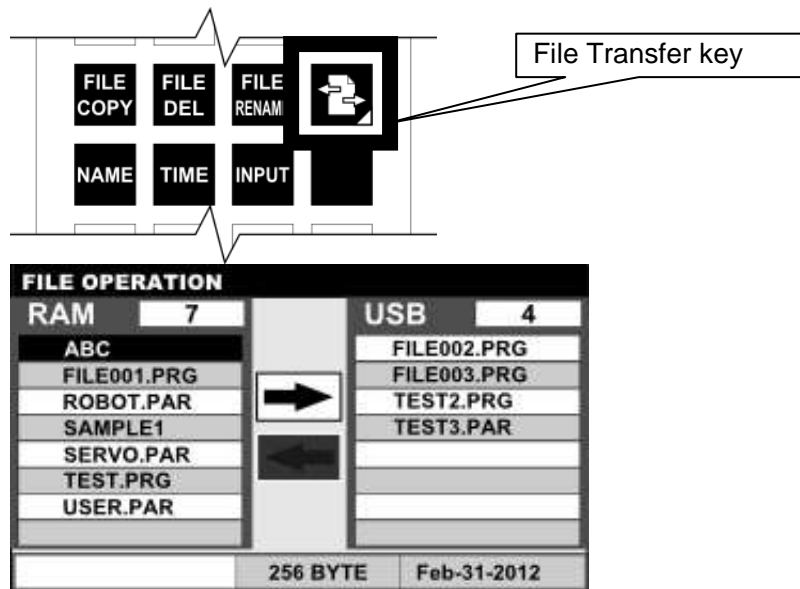 File Transfer key
FILE COPY
FILE DEL
FILE RENAM
NAME
TIME
INPUT
FILE OPERATION
RAM 7
USB 4
ABC
FILE001.PRG
ROBOT.PAR
SAMPLE1
SERVO.PAR
TEST.PRG
USER.PAR
FILE002.PRG
FILE003.PRG
TEST2.PRG
TEST3.PAR
256 BYTE
Feb-31-2012